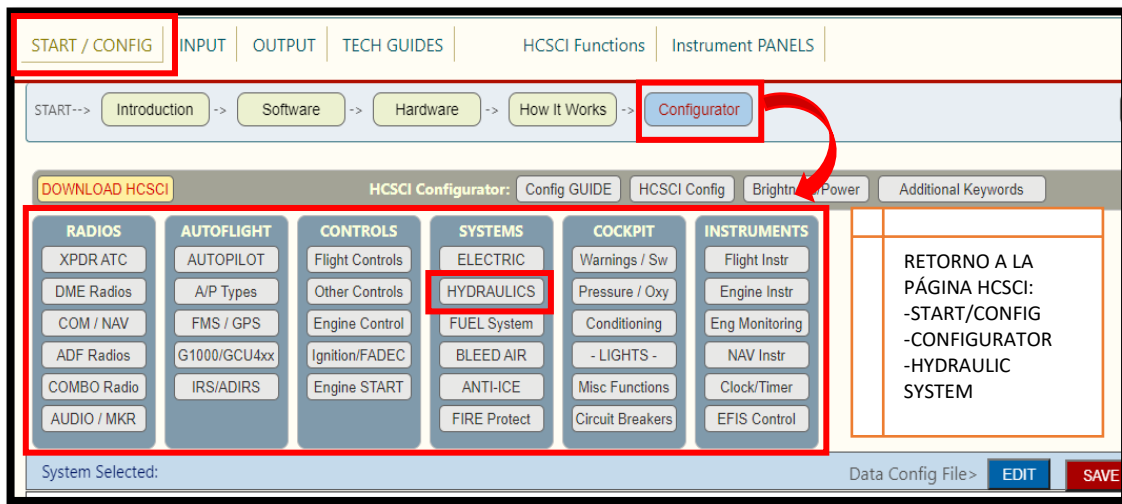 START / CONFIG INPUT OUTPUT TECH GUIDES HCSCI Functions Instrument PANELS
START--> Introduction -> Software -> Hardware -> How It Works -> Configurator
DOWNLOAD HCSCI HCSCI Configurator: Config GUIDE HCSCI Config Brightness/Power Additional Keywords
RADIOS AUTOFLIGHT CONTROLS SYSTEMS COCKPIT INSTRUMENTS
XPDR ATC AUTOPILOT Flight Controls ELECTRIC Warnings / Sw Flight Instr
DME Radios A/P Types Other Controls HYDRAULICS Pressure / Oxy Engine Instr
COM / NAV FMS / GPS Engine Control FUEL System Conditioning Eng Monitoring
ADF Radios G1000/GCU4xx Ignition/FADEC BLEED AIR - LIGHTS - NAV Instr
COMBO Radio IRS/ADIRS Engine START ANTI-ICE Misc Functions Clock/Timer
AUDIO / MKR FIRE Protect Circuit Breakers EFIS Control
RETORNO A LA
PÁGINA HCSCI:
-START/CONFIG
-CONFIGURATOR
-HYDRAULIC
SYSTEM
System Selected: Data Config File> EDIT SAVE